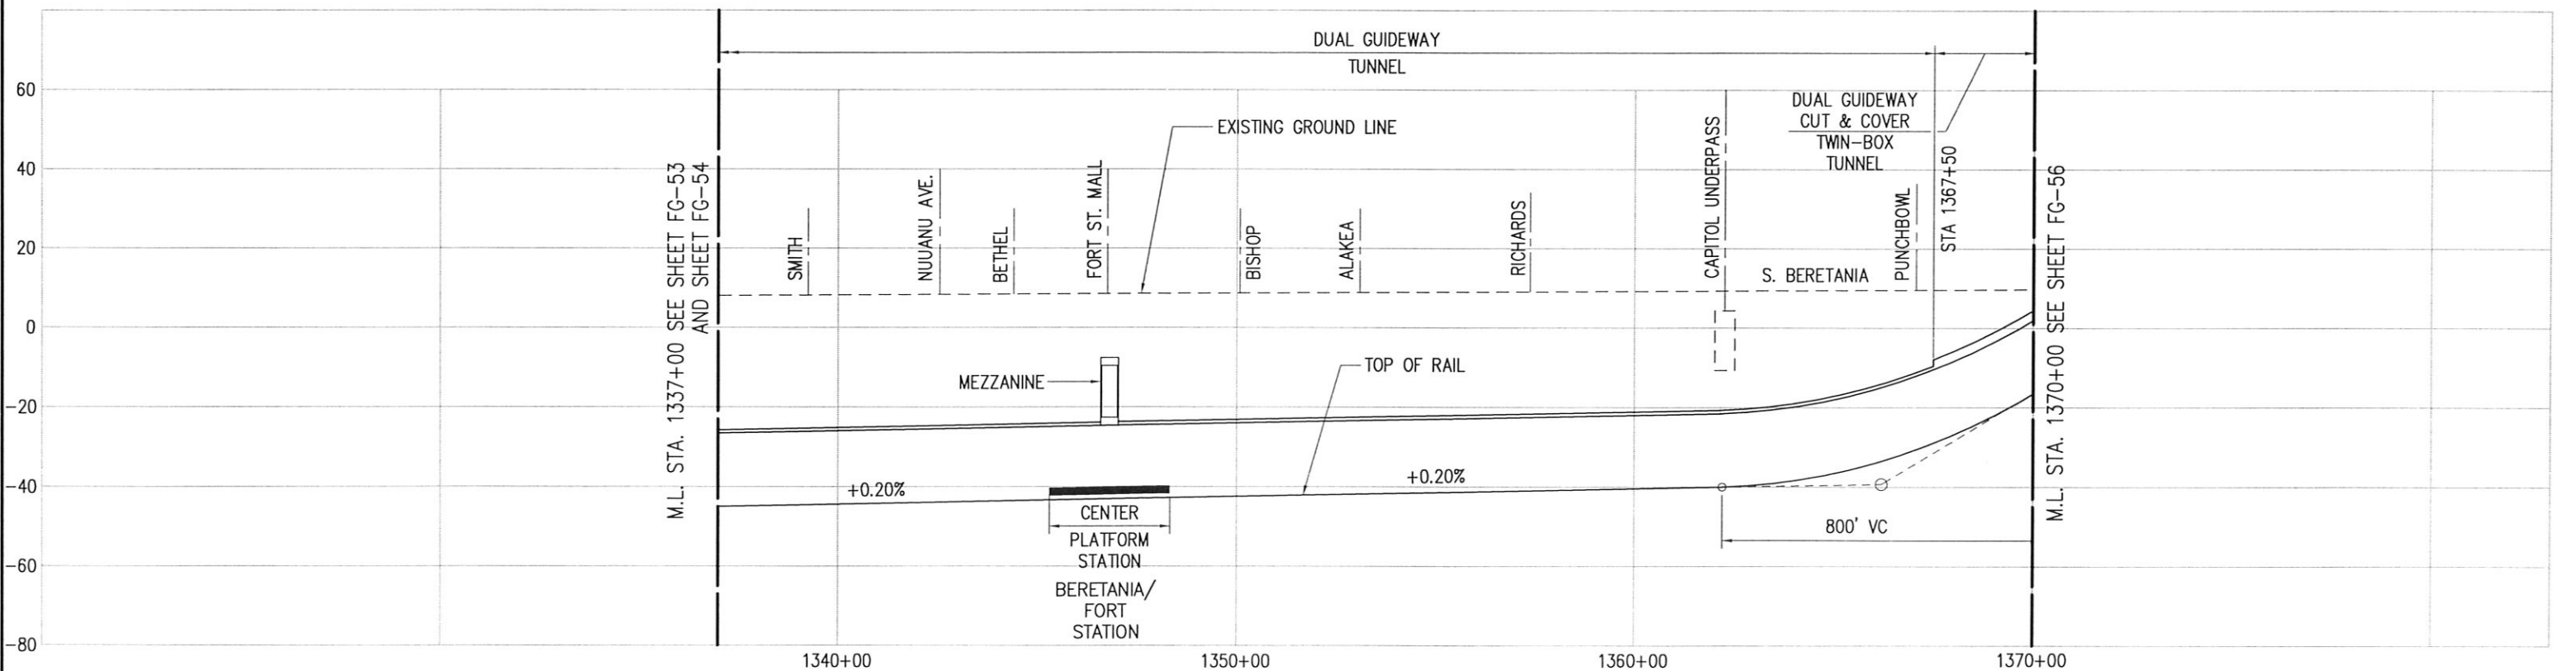 DUAL GUIDEWAY
TUNNEL
60
40
20
0
-20
-40
-60
-80
M.L. STA. 1337+00 SEE SHEET FG-53
AND SHEET FG-54
EXISTING GROUND LINE
DUAL GUIDEWAY
CUT & COVER
TWIN-BOX
TUNNEL
STA 1367+50
SMITH
NUUANU AVE.
BETHEL
FORT ST. MALL
BISHOP
ALAKEA
RICHARDS
CAPITOL UNDERPASS
S. BERETANIA
PUNCHBOWL
M.L. STA. 1370+00 SEE SHEET FG-56
MEZZANINE
TOP OF RAIL
+0.20%
+0.20%
CENTER
PLATFORM
STATION
BERETANIA/
FORT
STATION
800' VC
1340+00
1350+00
1360+00
1370+00